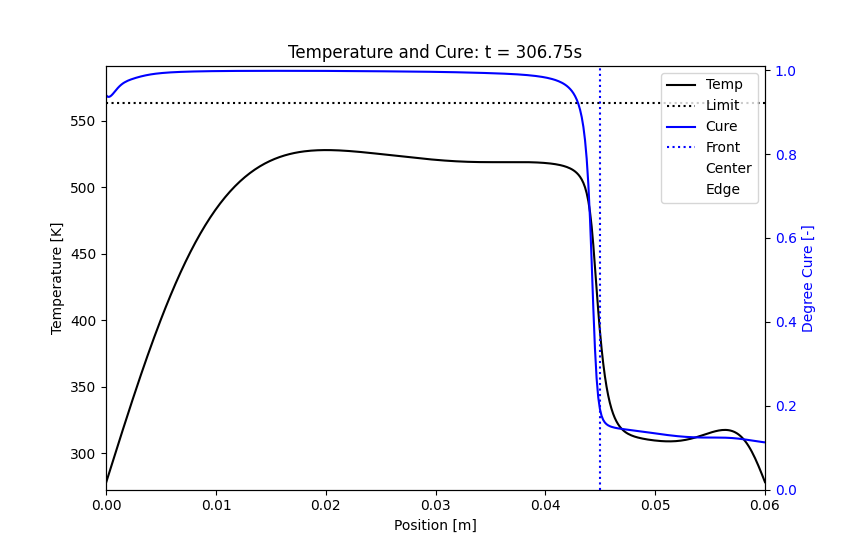 Temperature and Cure: t = 306.75s
Temp
Limit
Cure
Front
Center
Edge
550
500
450
400
350
300
Temperature [K]
1.0
0.8
0.6
0.4
0.2
0.0
Degree Cure [-]
0.00 0.01 0.02 0.03 0.04 0.05 0.06
Position [m]